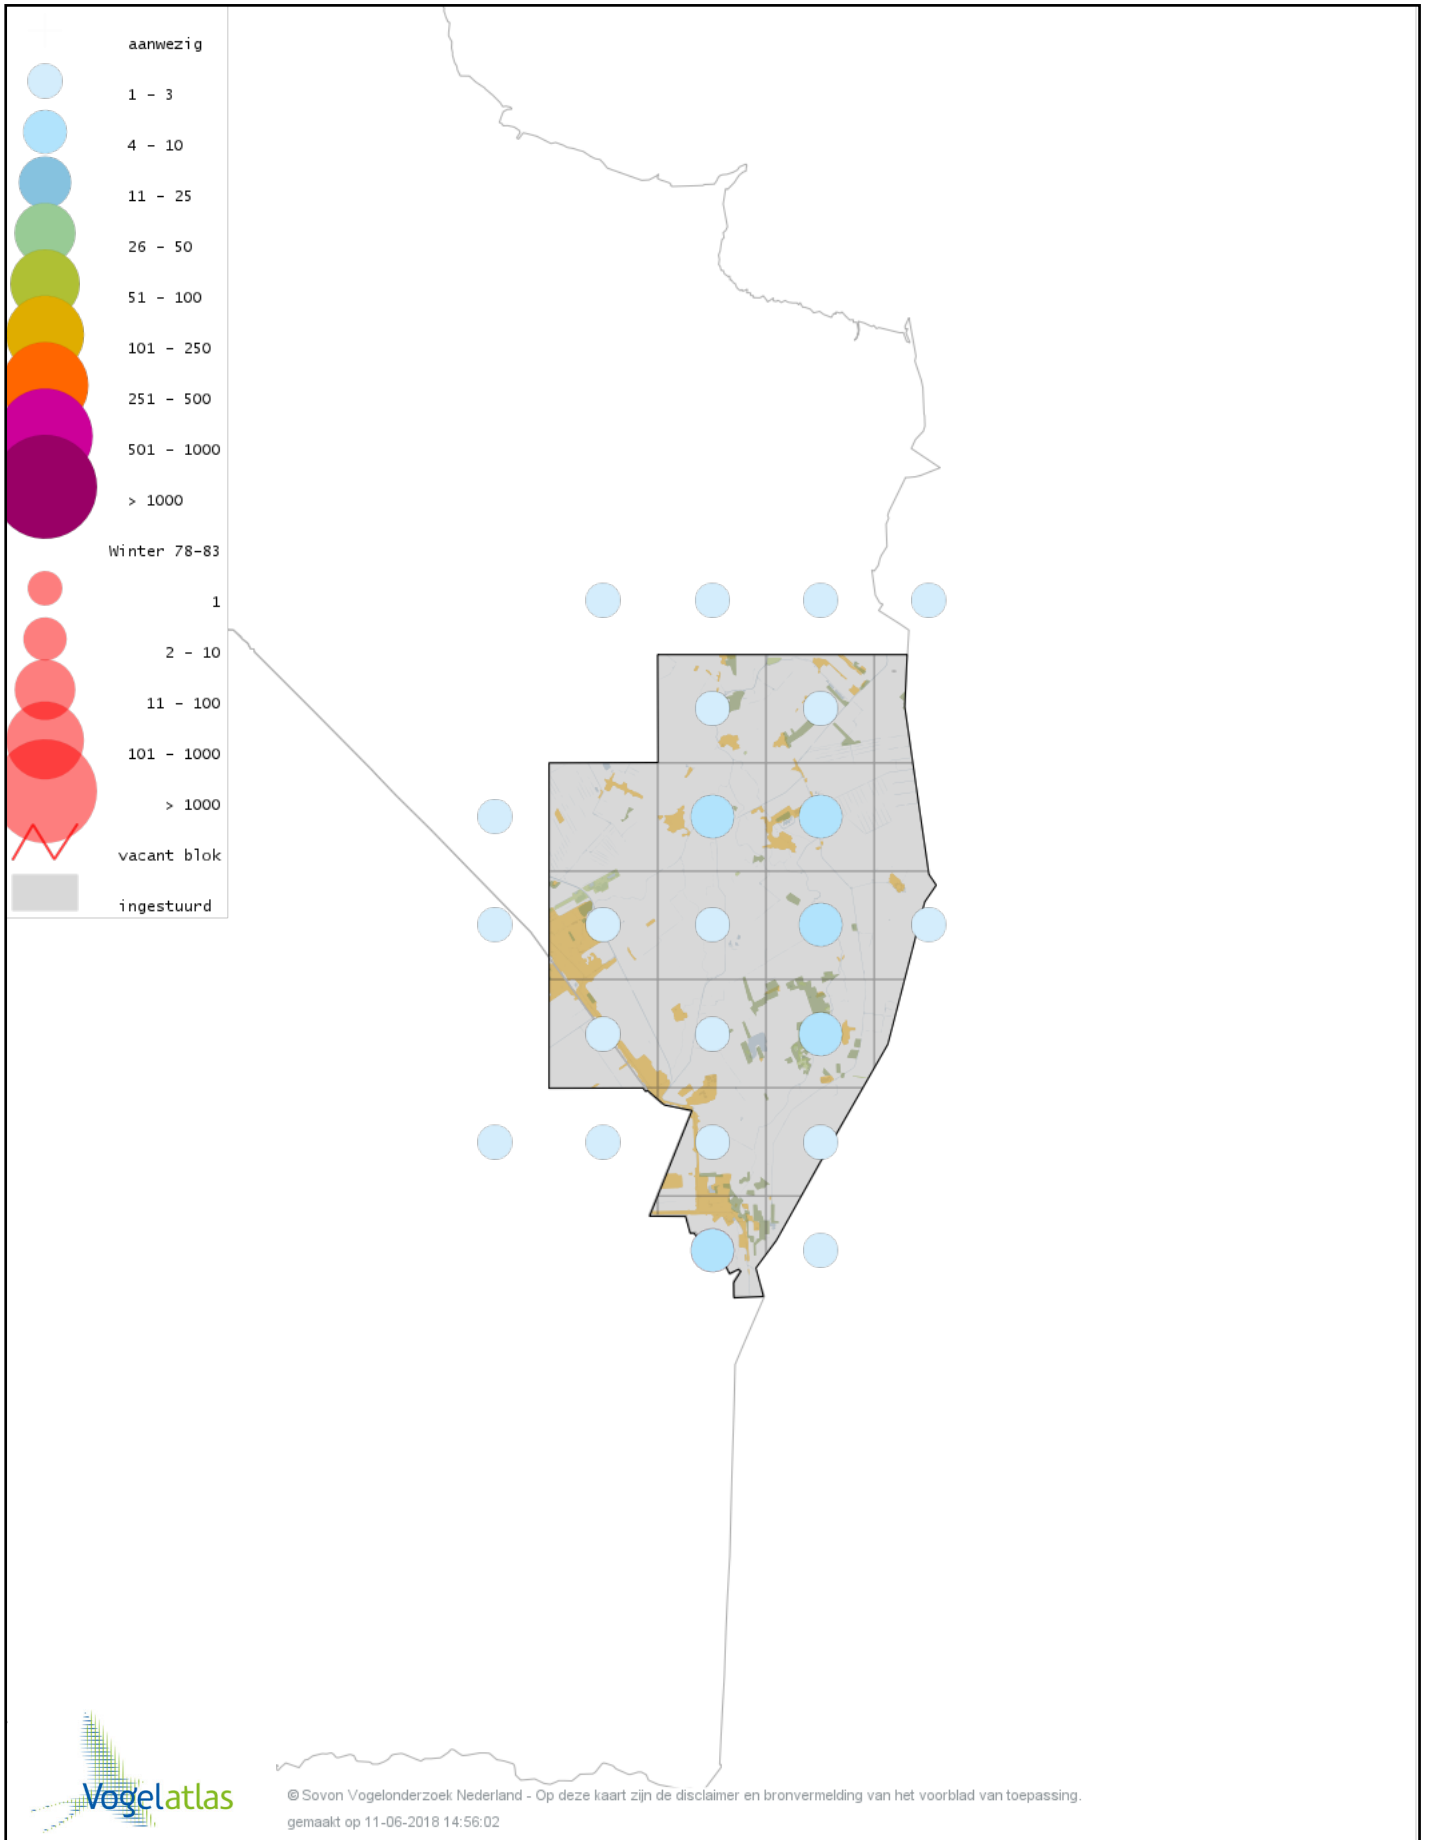 aanwezig
1 - 3
4 - 10
11 - 25
26 - 50
51 - 100
101 - 250
251 - 500
501 - 1000
> 1000
Winter 78-83
1
2 - 10
11 - 100
101 - 1000
> 1000
vacant blok
ingestuurd
Vogelatlas
© Sovon Vogelonderzoek Nederland - Op deze kaart zijn de disclaimer en bronvermelding van het voorblad van toepassing.
gemaakt op 11-06-2018 14:56:02